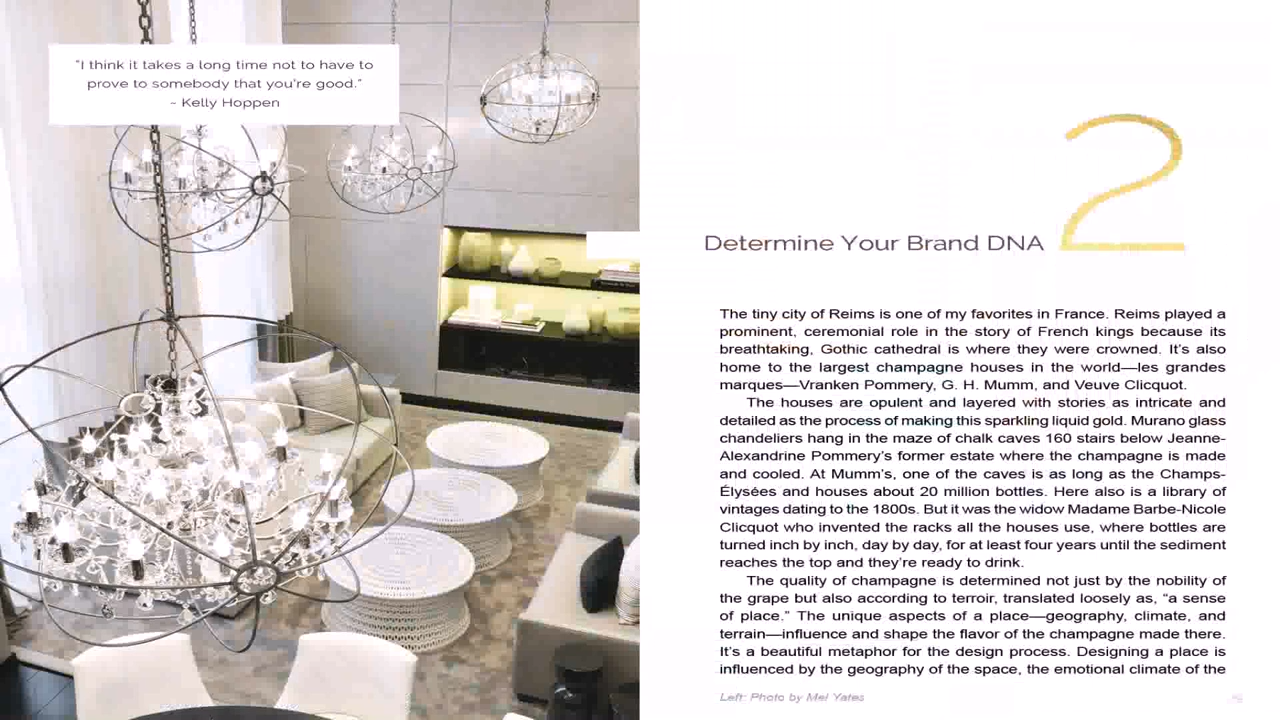 "I think it takes a long time not to have to
prove to somebody that you're good."
– Kelly Hoppen
2
Determine Your Brand DNA
The tiny city of Reims is one of my favorites in France. Reims played a
prominent, ceremonial role in the story of French kings because its
breathtaking, Gothic cathedral is where they were crowned. It's also
home to the largest champagne houses in the world—les grandes
marques—Vranken Pommery, G. H. Mumm, and Veuve Clicquot.
The houses are opulent and layered with stories as intricate and
detailed as the process of making this sparkling liquid gold. Murano glass
chandeliers hang in the maze of chalk caves 160 stairs below Jeanne-
Alexandrine Pommery's former estate where the champagne is made
and cooled. At Mumm's, one of the caves is as long as the Champs-
Élysées and houses about 20 million bottles. Here also is a library of
vintages dating to the 1800s. But it was the widow Madame Barbe-Nicole
Clicquot who invented the racks all the houses use, where bottles are
turned inch by inch, day by day, for at least four years until the sediment
reaches the top and they're ready to drink.
The quality of champagne is determined not just by the nobility of
the grape but also according to terroir, translated loosely as, "a sense
of place." The unique aspects of a place—geography, climate, and
terrain—influence and shape the flavor of the champagne made there.
It's a beautiful metaphor for the design process. Designing a place is
influenced by the geography of the space, the emotional climate of the
Left: Photo by Mel Yates